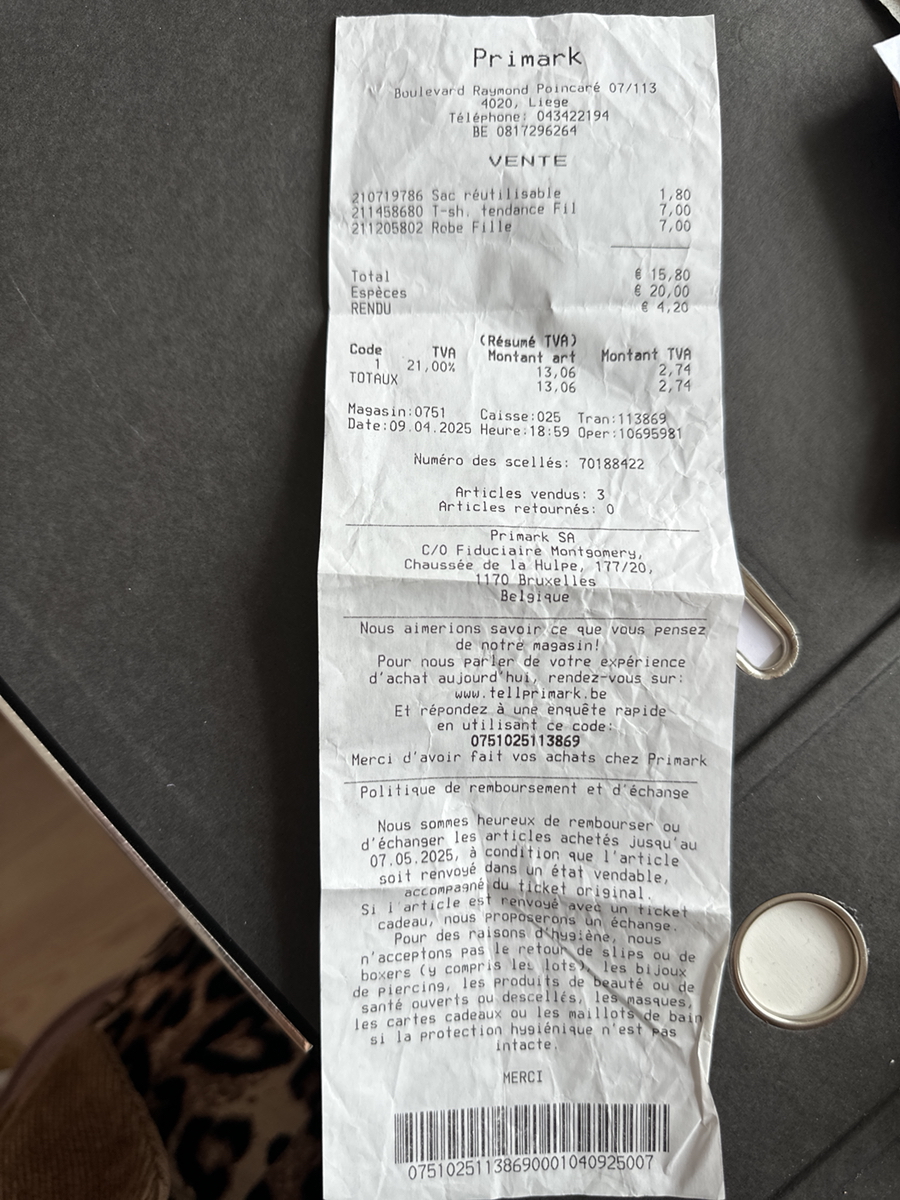 Primark
Boulevard Raymond Poincaré 07/113
4020, Liege
Téléphone: 043422194
BE 0817296264
VENTE
210719786 Sac réutilisable 1,80
211458680 T-sh. tendance Fil 7,00
211205802 Robe Fille 7,00
Total € 15,80
Espèces € 20,00
RENDU € 4,20
(Résumé TVA)
Code TVA Montant art Montant TVA
1 21,00% 13,06 2,74
TOTAUX 13,06 2,74
Magasin:0751 Caisse:025 Tran:113869
Date:09.04.2025 Heure:18:59 Oper:10695981
Numéro des scellés: 70188422
Articles vendus: 3
Articles retournés: 0
Primark SA
C/O Fiduciaire Montgomery,
Chaussée de la Hulpe, 177/20,
1170 Bruxelles
Belgique
Nous aimerions savoir ce que vous pensez
de notre magasin!
Pour nous parler de votre expérience
d'achat aujourd'hui, rendez-vous sur:
www.tellprimark.be
Et répondez à une enquête rapide
en utilisant ce code:
0751025113869
Merci d'avoir fait vos achats chez Primark
Politique de remboursement et d'échange
Nous sommes heureux de rembourser ou
d'échanger les articles achetés jusqu'au
07.05.2025, à condition que l'article
soit renvoyé dans un état vendable,
accompagné du ticket original.
Si l'article est renvoyé avec un ticket
cadeau, nous proposerons un échange.
Pour des raisons d'hygiène, nous
n'acceptons pas le retour de slips ou de
boxers (y compris les lots), les bijoux
de piercing, les produits de beauté ou de
santé ouverts ou descellés, les masques,
les cartes cadeaux ou les maillots de bain
si la protection hygiénique n'est pas
intacte.
MERCI
07510251138690001040925007